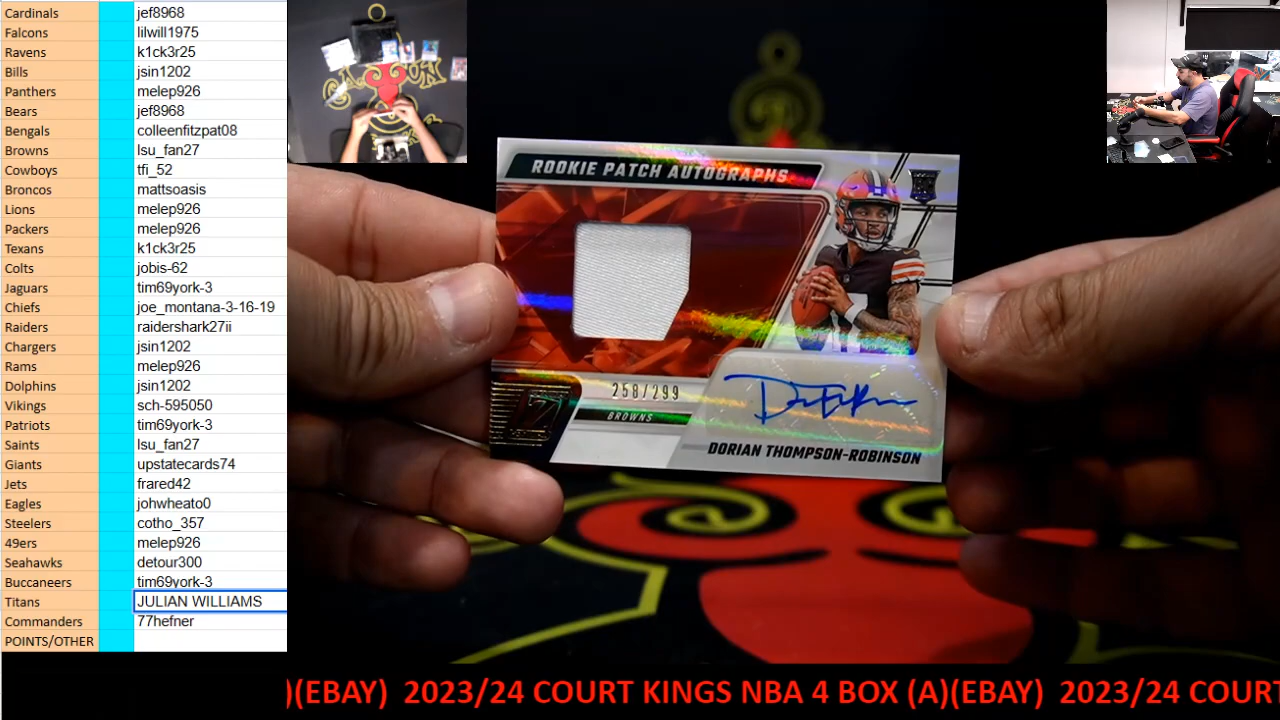 Cardinals jef8968
Falcons lilwill1975
Ravens k1ck3r25
Bills jsin1202
Panthers melep926
Bears jef8968
Bengals colleenfitzpat08
Browns lsu_fan27
Cowboys tfi_52
Broncos mattsoasis
Lions melep926
Packers melep926
Texans k1ck3r25
Colts jobis-62
Jaguars tim69york-3
Chiefs joe_montana-3-16-19
Raiders raidershark27ii
Chargers jsin1202
Rams melep926
Dolphins jsin1202
Vikings sch-595050
Patriots tim69york-3
Saints lsu_fan27
Giants upstatecards74
Jets frared42
Eagles johwheato0
Steelers cotho_357
49ers melep926
Seahawks detour300
Buccaneers tim69york-3
Titans JULIAN WILLIAMS
Commanders 77hefner
POINTS/OTHER
ROOKIE PATCH AUTOGRAPHS
258/299
BROWNS
DORIAN THOMPSON-ROBINSON
)(EBAY) 2023/24 COURT KINGS NBA 4 BOX (A)(EBAY) 2023/24 COURT